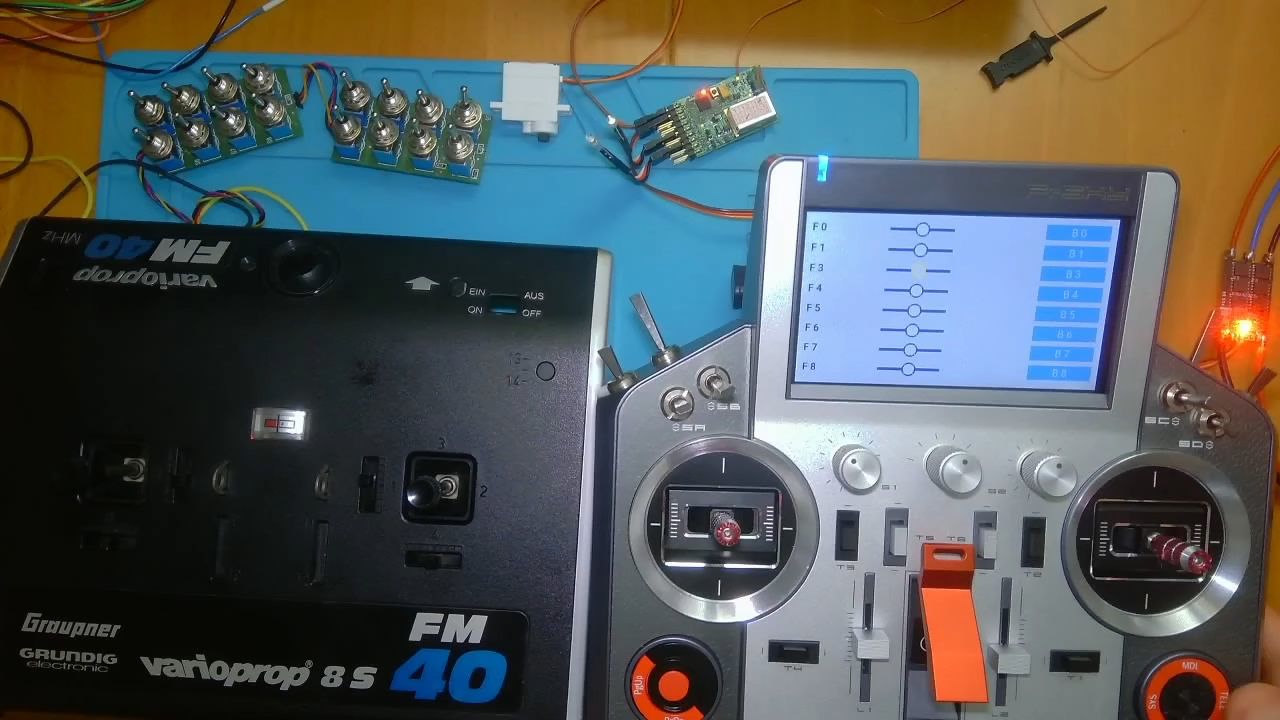 varioprop
FM 40 MHz
EIN
AUS
ON
OFF
13-
14-
3
2
Graupner
GRUNDIG
electronic
varioprop® 8 S
FM
40
FrSky
F0
B0
F1
B1
F3
B3
F4
B4
F5
B5
F6
B6
F7
B7
F8
B8
SA
SB
SC
SD
S1
S2
T5
T6
T3
T2
T4
T1
L1
L2
PgUp
MDL
SYS
TELE